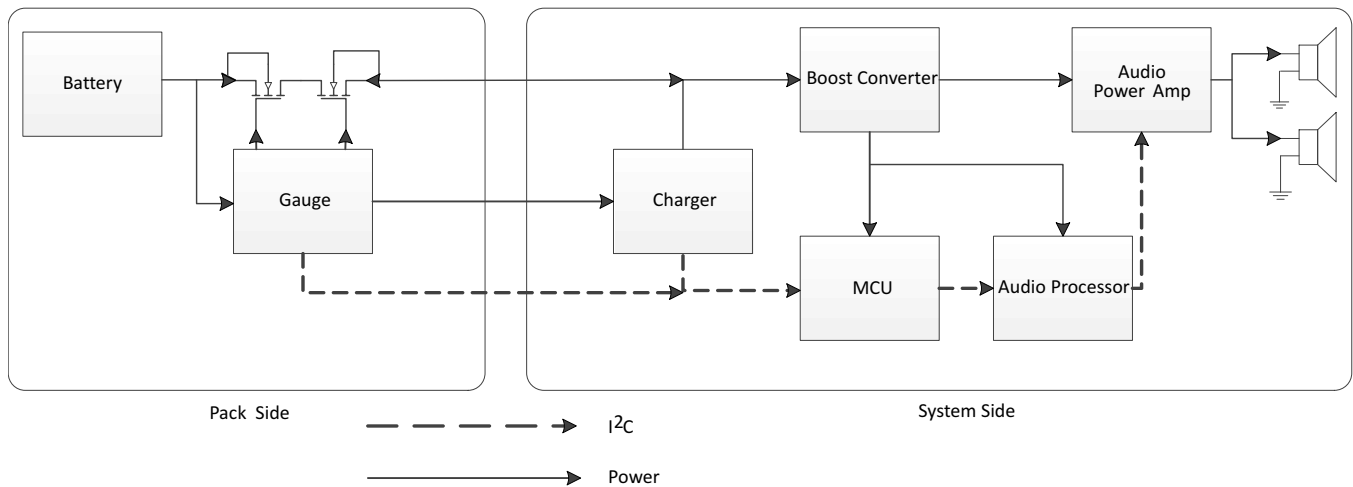 Battery
Gauge
Pack Side
Charger
Boost Converter
Audio
Power Amp
MCU
Audio Processor
System Side
I²C
Power